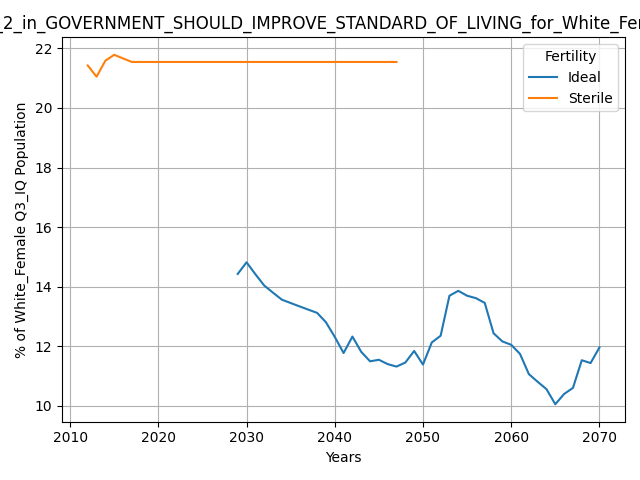 _2_in_GOVERNMENT_SHOULD_IMPROVE_STANDARD_OF_LIVING_for_White_Fe
Fertility
Ideal
Sterile
% of White_Female Q3_IQ Population
22
20
18
16
14
12
10
2010 2020 2030 2040 2050 2060 2070
Years